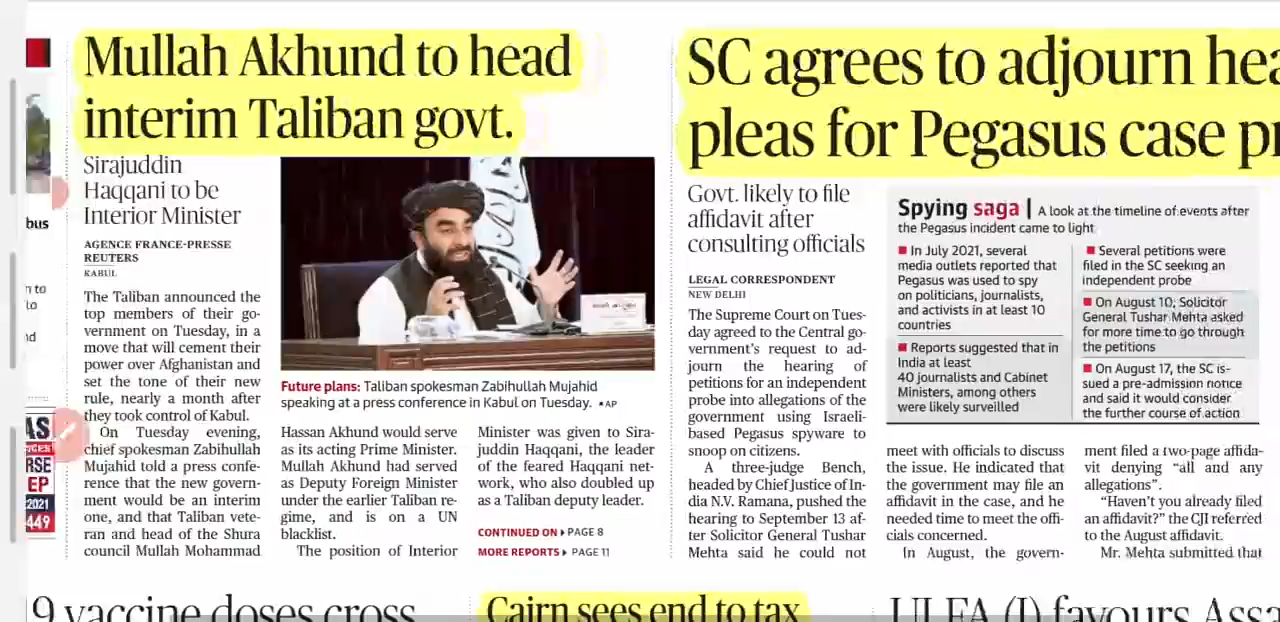 Mullah Akhund to head
interim Taliban govt.
Sirajuddin
Haqqani to be
Interior Minister
AGENCE FRANCE-PRESSE
REUTERS
KABUL
The Taliban announced the
top members of their go-
vernment on Tuesday, in a
move that will cement their
power over Afghanistan and
set the tone of their new
rule, nearly a month after
they took control of Kabul.
On Tuesday evening,
chief spokesman Zabihullah
Mujahid told a press confe-
rence that the new govern-
ment would be an interim
one, and that Taliban vete-
ran and head of the Shura
council Mullah Mohammad
Future plans: Taliban spokesman Zabihullah Mujahid
speaking at a press conference in Kabul on Tuesday. •AP
Hassan Akhund would serve
as its acting Prime Minister.
Mullah Akhund had served
as Deputy Foreign Minister
under the earlier Taliban re-
gime, and is on a UN
blacklist.
The position of Interior
Minister was given to Sira-
juddin Haqqani, the leader
of the feared Haqqani net-
work, who also doubled up
as a Taliban deputy leader.
CONTINUED ON PAGE 8
MORE REPORTS PAGE 11
SC agrees to adjourn hea
pleas for Pegasus case pr
Govt. likely to file
affidavit after
consulting officials
LEGAL CORRESPONDENT
NEW DELHI
The Supreme Court on Tues-
day agreed to the Central go-
vernment's request to ad-
journ the hearing of
petitions for an independent
probe into allegations of the
government using Israeli-
based Pegasus spyware to
snoop on citizens.
A three-judge Bench,
headed by Chief Justice of In-
dia N.V. Ramana, pushed the
hearing to September 13 af-
ter Solicitor General Tushar
Mehta said he could not
Spying saga | A look at the timeline of events after
the Pegasus incident came to light
In July 2021, several
media outlets reported that
Pegasus was used to spy
on politicians, journalists,
and activists in at least 10
countries
Reports suggested that in
India at least
40 journalists and Cabinet
Ministers, among others
were likely surveilled
Several petitions were
filed in the SC seeking an
independent probe
On August 10, Solicitor
General Tushar Mehta asked
for more time to go through
the petitions
On August 17, the SC is-
sued a pre-admission notice
and said it would consider
the further course of action
meet with officials to discuss
the issue. He indicated that
the government may file an
affidavit in the case, and he
needed time to meet the offi-
cials concerned.
In August, the govern-
ment filed a two-page affida-
vit denying "all and any
allegations".
"Haven't you already filed
an affidavit?" the CJI referred
to the August affidavit.
Mr. Mehta submitted that
bus
n to
to
nd
AS
RSE
EP
2021
449
9 vaccine doses cross
Cairn sees end to tax
ULFA (I) favours Assa